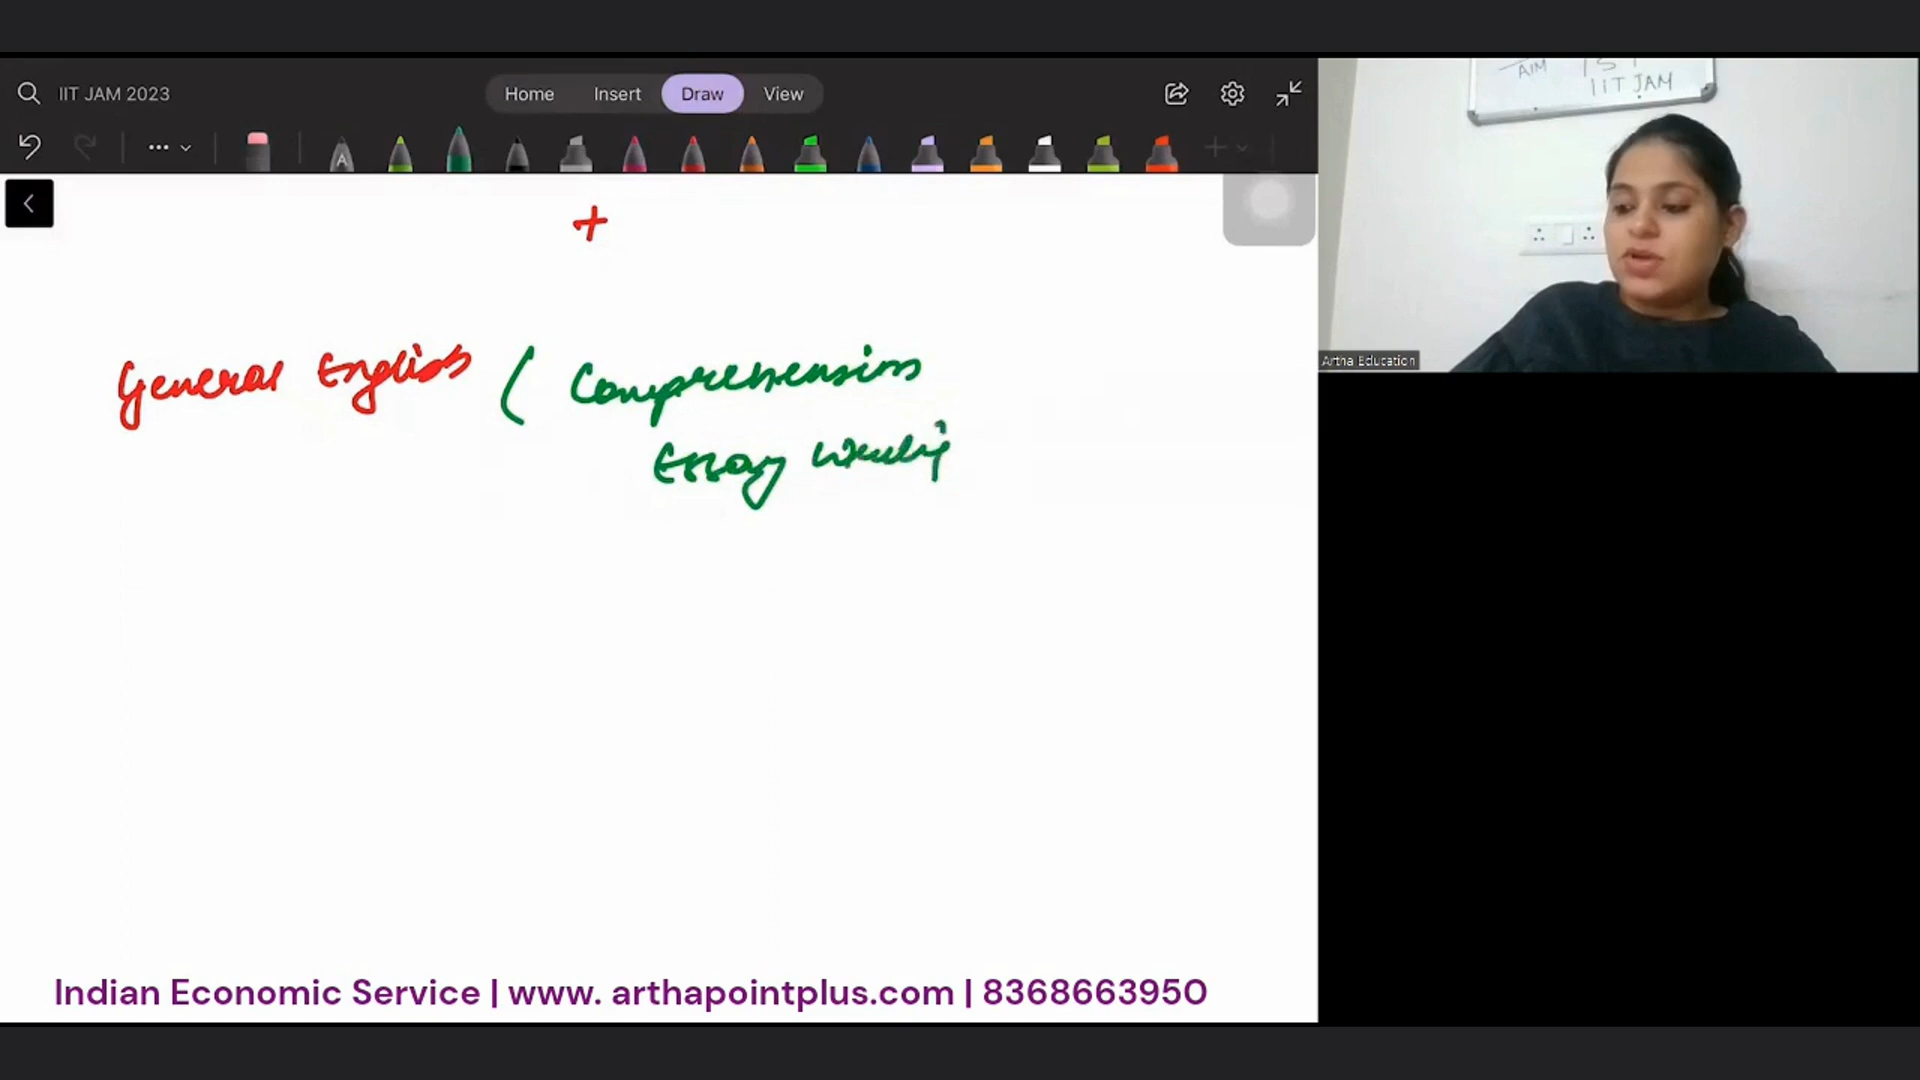 AIM IST
IIT JAM
IIT JAM 2023
Home Insert Draw View
A
+
General English ( Comprehension
Essay Writing
Artha Education
Indian Economic Service | www. arthapointplus.com | 8368663950